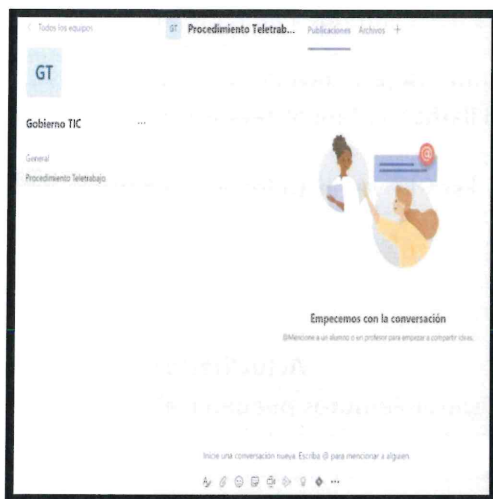 Todos los equipos
GT Procedimiento Teletrab... Publicaciones Archivos +
GT
Gobierno TIC ...
General
Procedimiento Teletrabajo
@
Empecemos con la conversación
@Mencione a un alumno o en profesor para empezar a compartir ideas.
Inicie una conversación nueva. Escriba @ para mencionar a alguien.